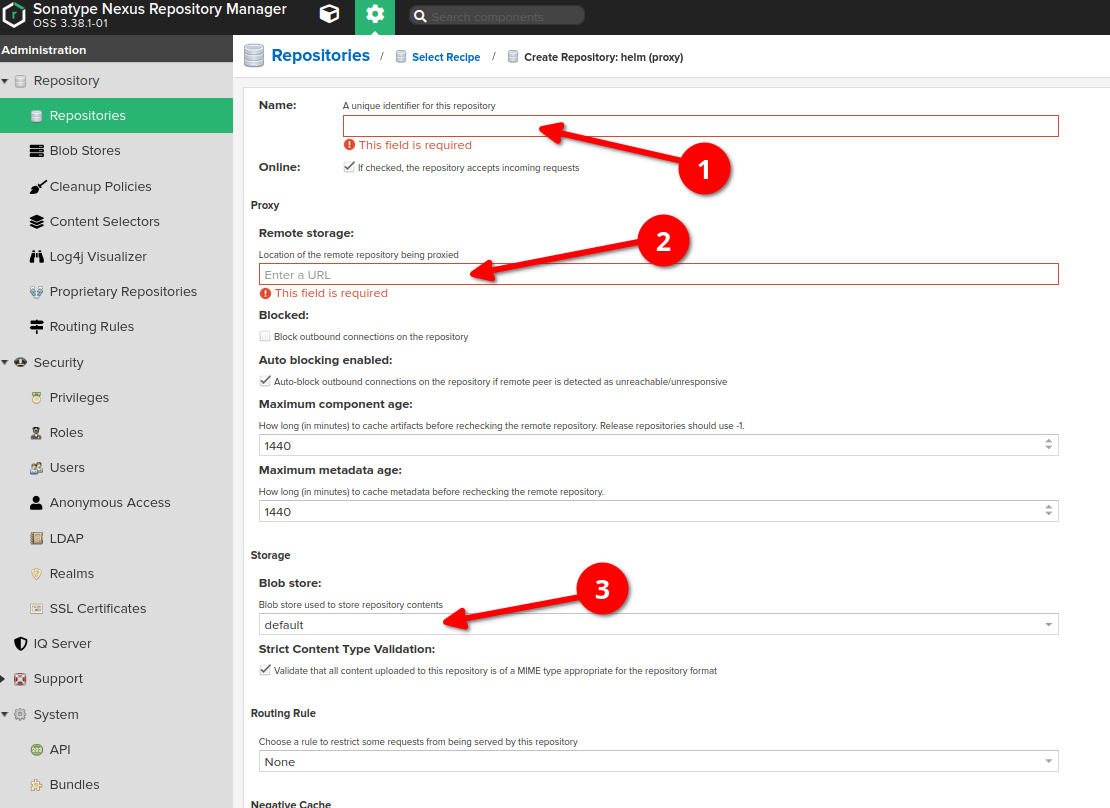 Sonatype Nexus Repository Manager
OSS 3.38.1-01
Search components
Administration
Repository
Repositories
Blob Stores
Cleanup Policies
Content Selectors
Log4j Visualizer
Proprietary Repositories
Routing Rules
Security
Privileges
Roles
Users
Anonymous Access
LDAP
Realms
SSL Certificates
IQ Server
Support
System
API
Bundles
Repositories / Select Recipe / Create Repository: helm (proxy)
Name: A unique identifier for this repository
This field is required
1
Online: If checked, the repository accepts incoming requests
Proxy
Remote storage:
2
Location of the remote repository being proxied
Enter a URL
This field is required
Blocked:
Block outbound connections on the repository
Auto blocking enabled:
Auto-block outbound connections on the repository if remote peer is detected as unreachable/unresponsive
Maximum component age:
How long (in minutes) to cache artifacts before rechecking the remote repository. Release repositories should use -1.
1440
Maximum metadata age:
How long (in minutes) to cache metadata before rechecking the remote repository.
1440
Storage
Blob store:
3
Blob store used to store repository contents
default
Strict Content Type Validation:
Validate that all content uploaded to this repository is of a MIME type appropriate for the repository format
Routing Rule
Choose a rule to restrict some requests from being served by this repository
None
Negative Cache